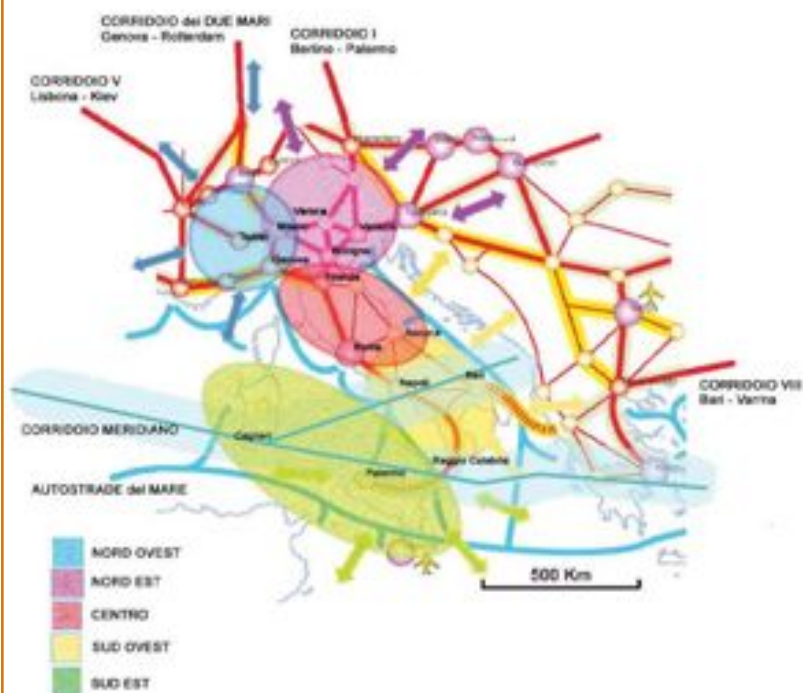 CORRIDOIO dei DUE MARI
Genova - Rotterdam
CORRIDOIO I
Berlino - Palermo
CORRIDOIO V
Lisbona - Kiev
Verona
Milano
Venezia
Torino
Bologna
Genova
Firenze
Ancona
Roma
Napoli
Bari
CORRIDOIO VIII
Bari - Varna
CORRIDOIO MERIDIANO
Cagliari
Reggio Calabria
Palermo
AUTOSTRADE del MARE
NORD OVEST
NORD EST
CENTRO
SUD OVEST
SUD EST
500 Km